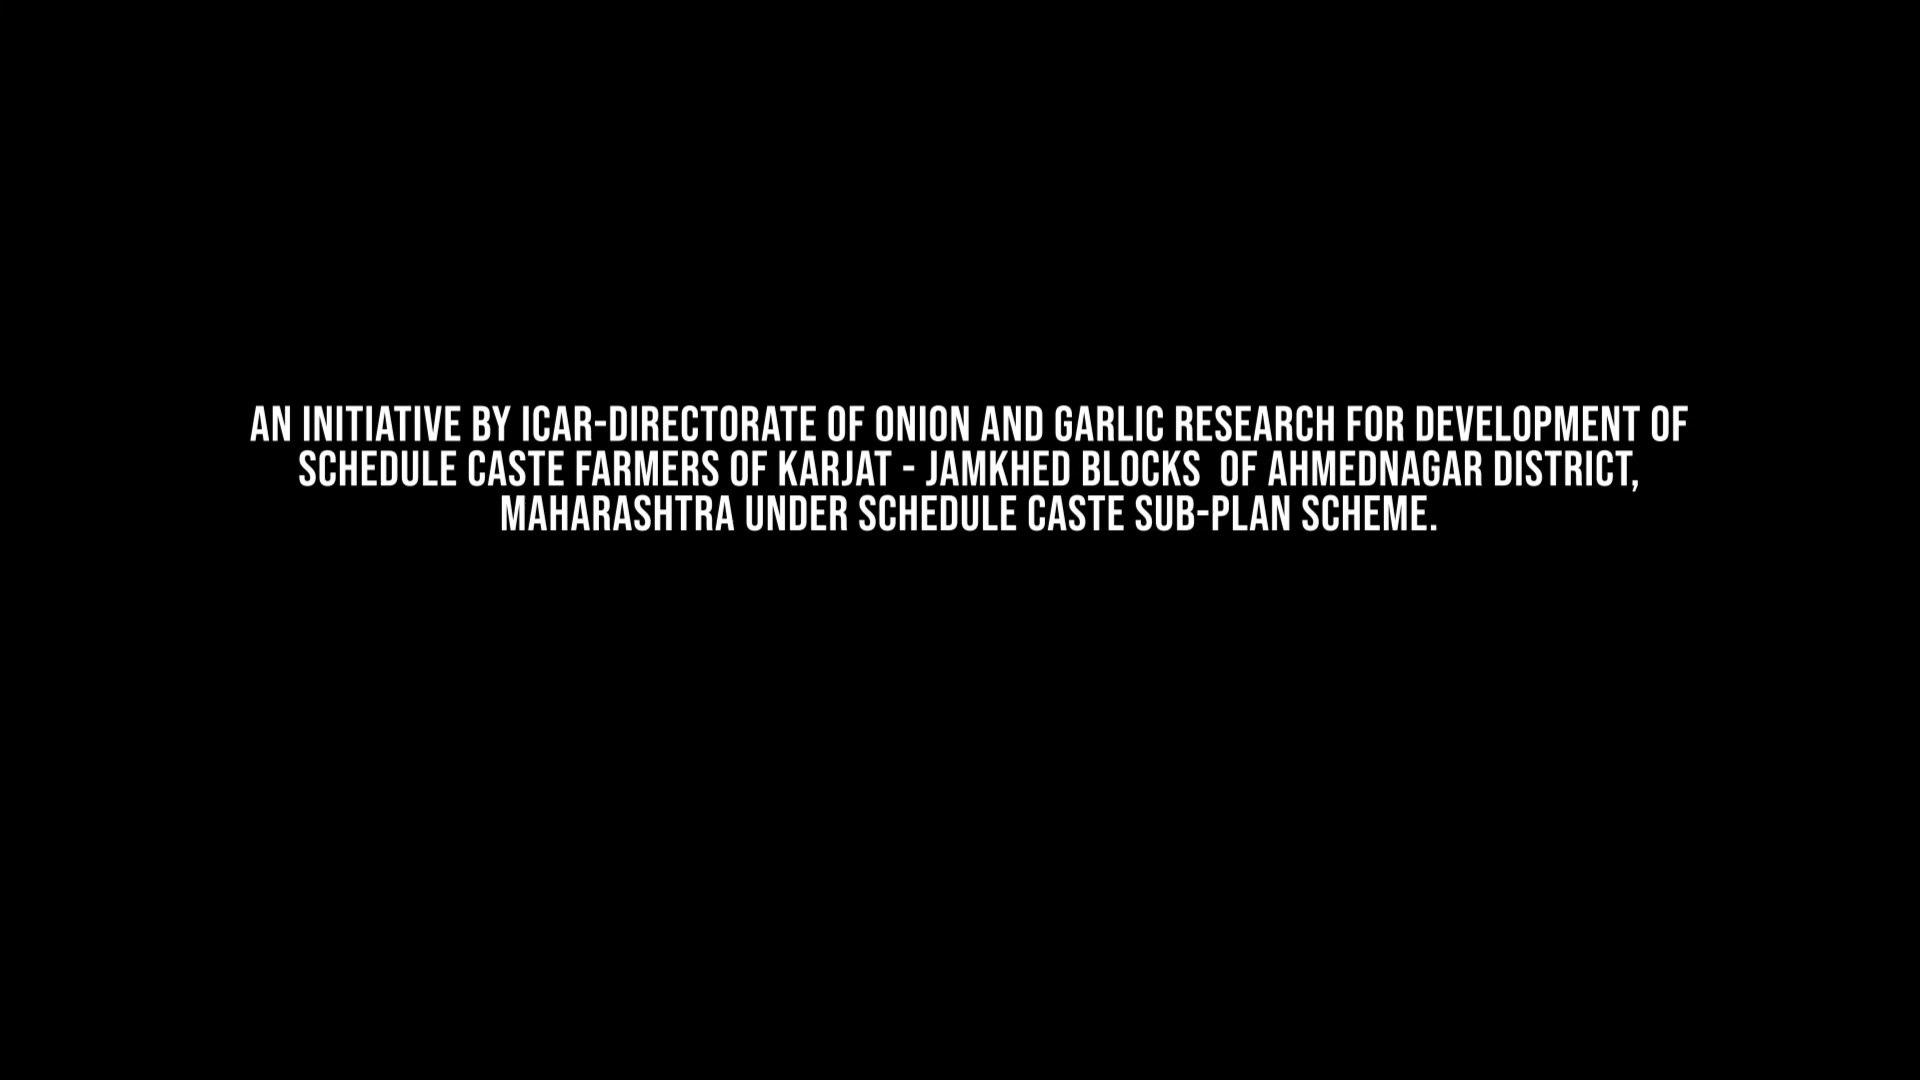 AN INITIATIVE BY ICAR-DIRECTORATE OF ONION AND GARLIC RESEARCH FOR DEVELOPMENT OF
SCHEDULE CASTE FARMERS OF KARJAT - JAMKHED BLOCKS  OF AHMEDNAGAR DISTRICT,
MAHARASHTRA UNDER SCHEDULE CASTE SUB-PLAN SCHEME.